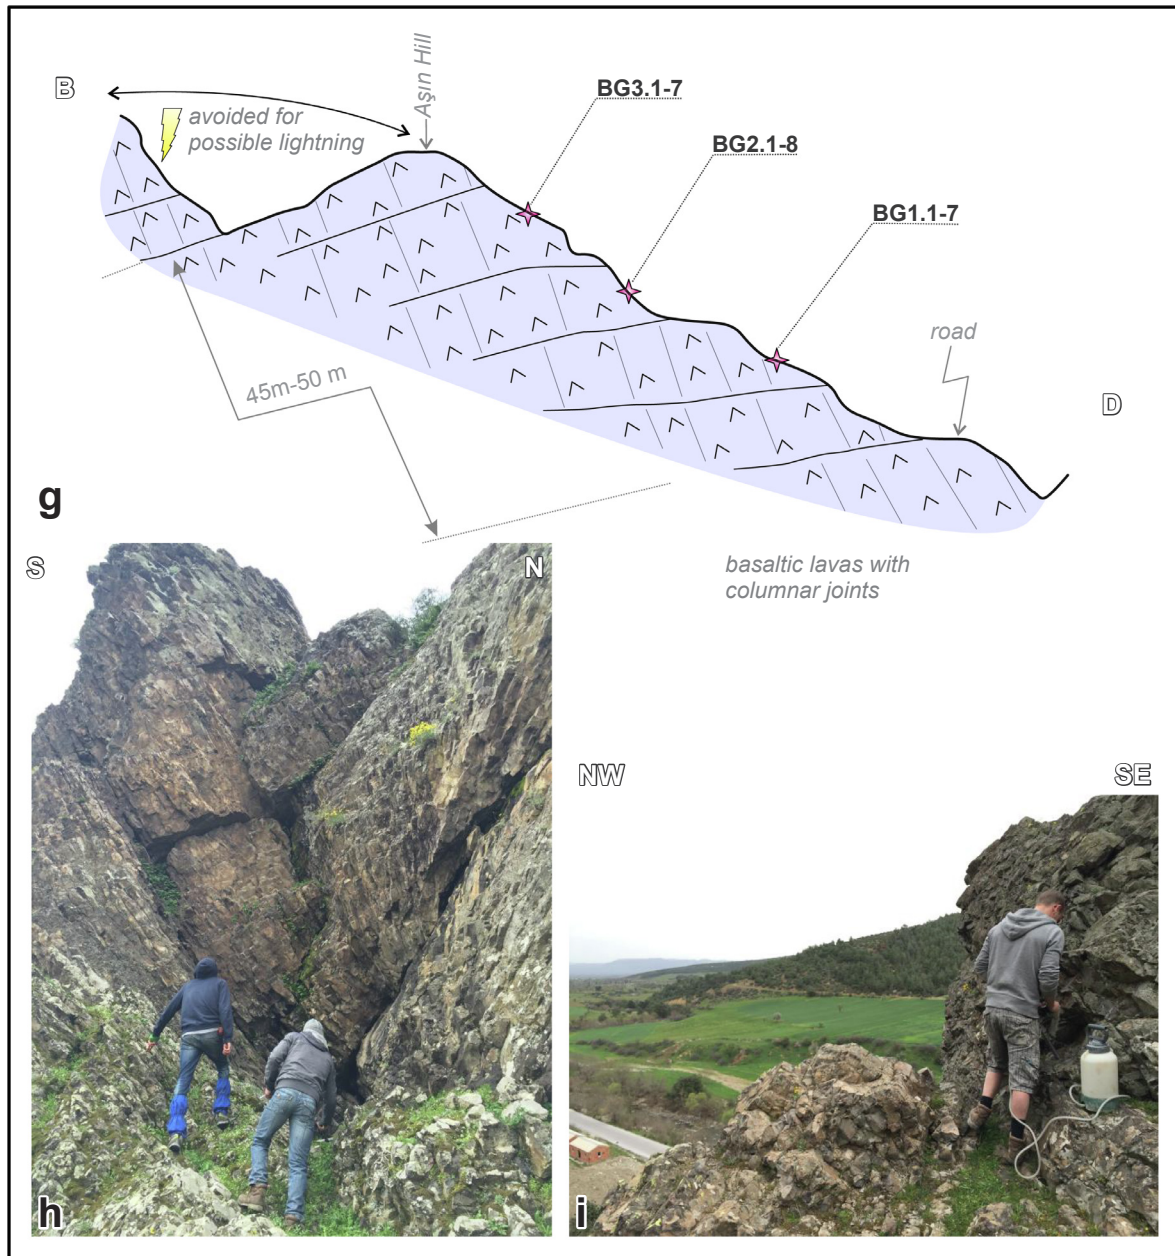 B
avoided for
possible lightning
Aşın Hill
BG3.1-7
BG2.1-8
BG1.1-7
road
D
45m-50 m
g
basaltic lavas with
columnar joints
S
N
h
NW
SE
i